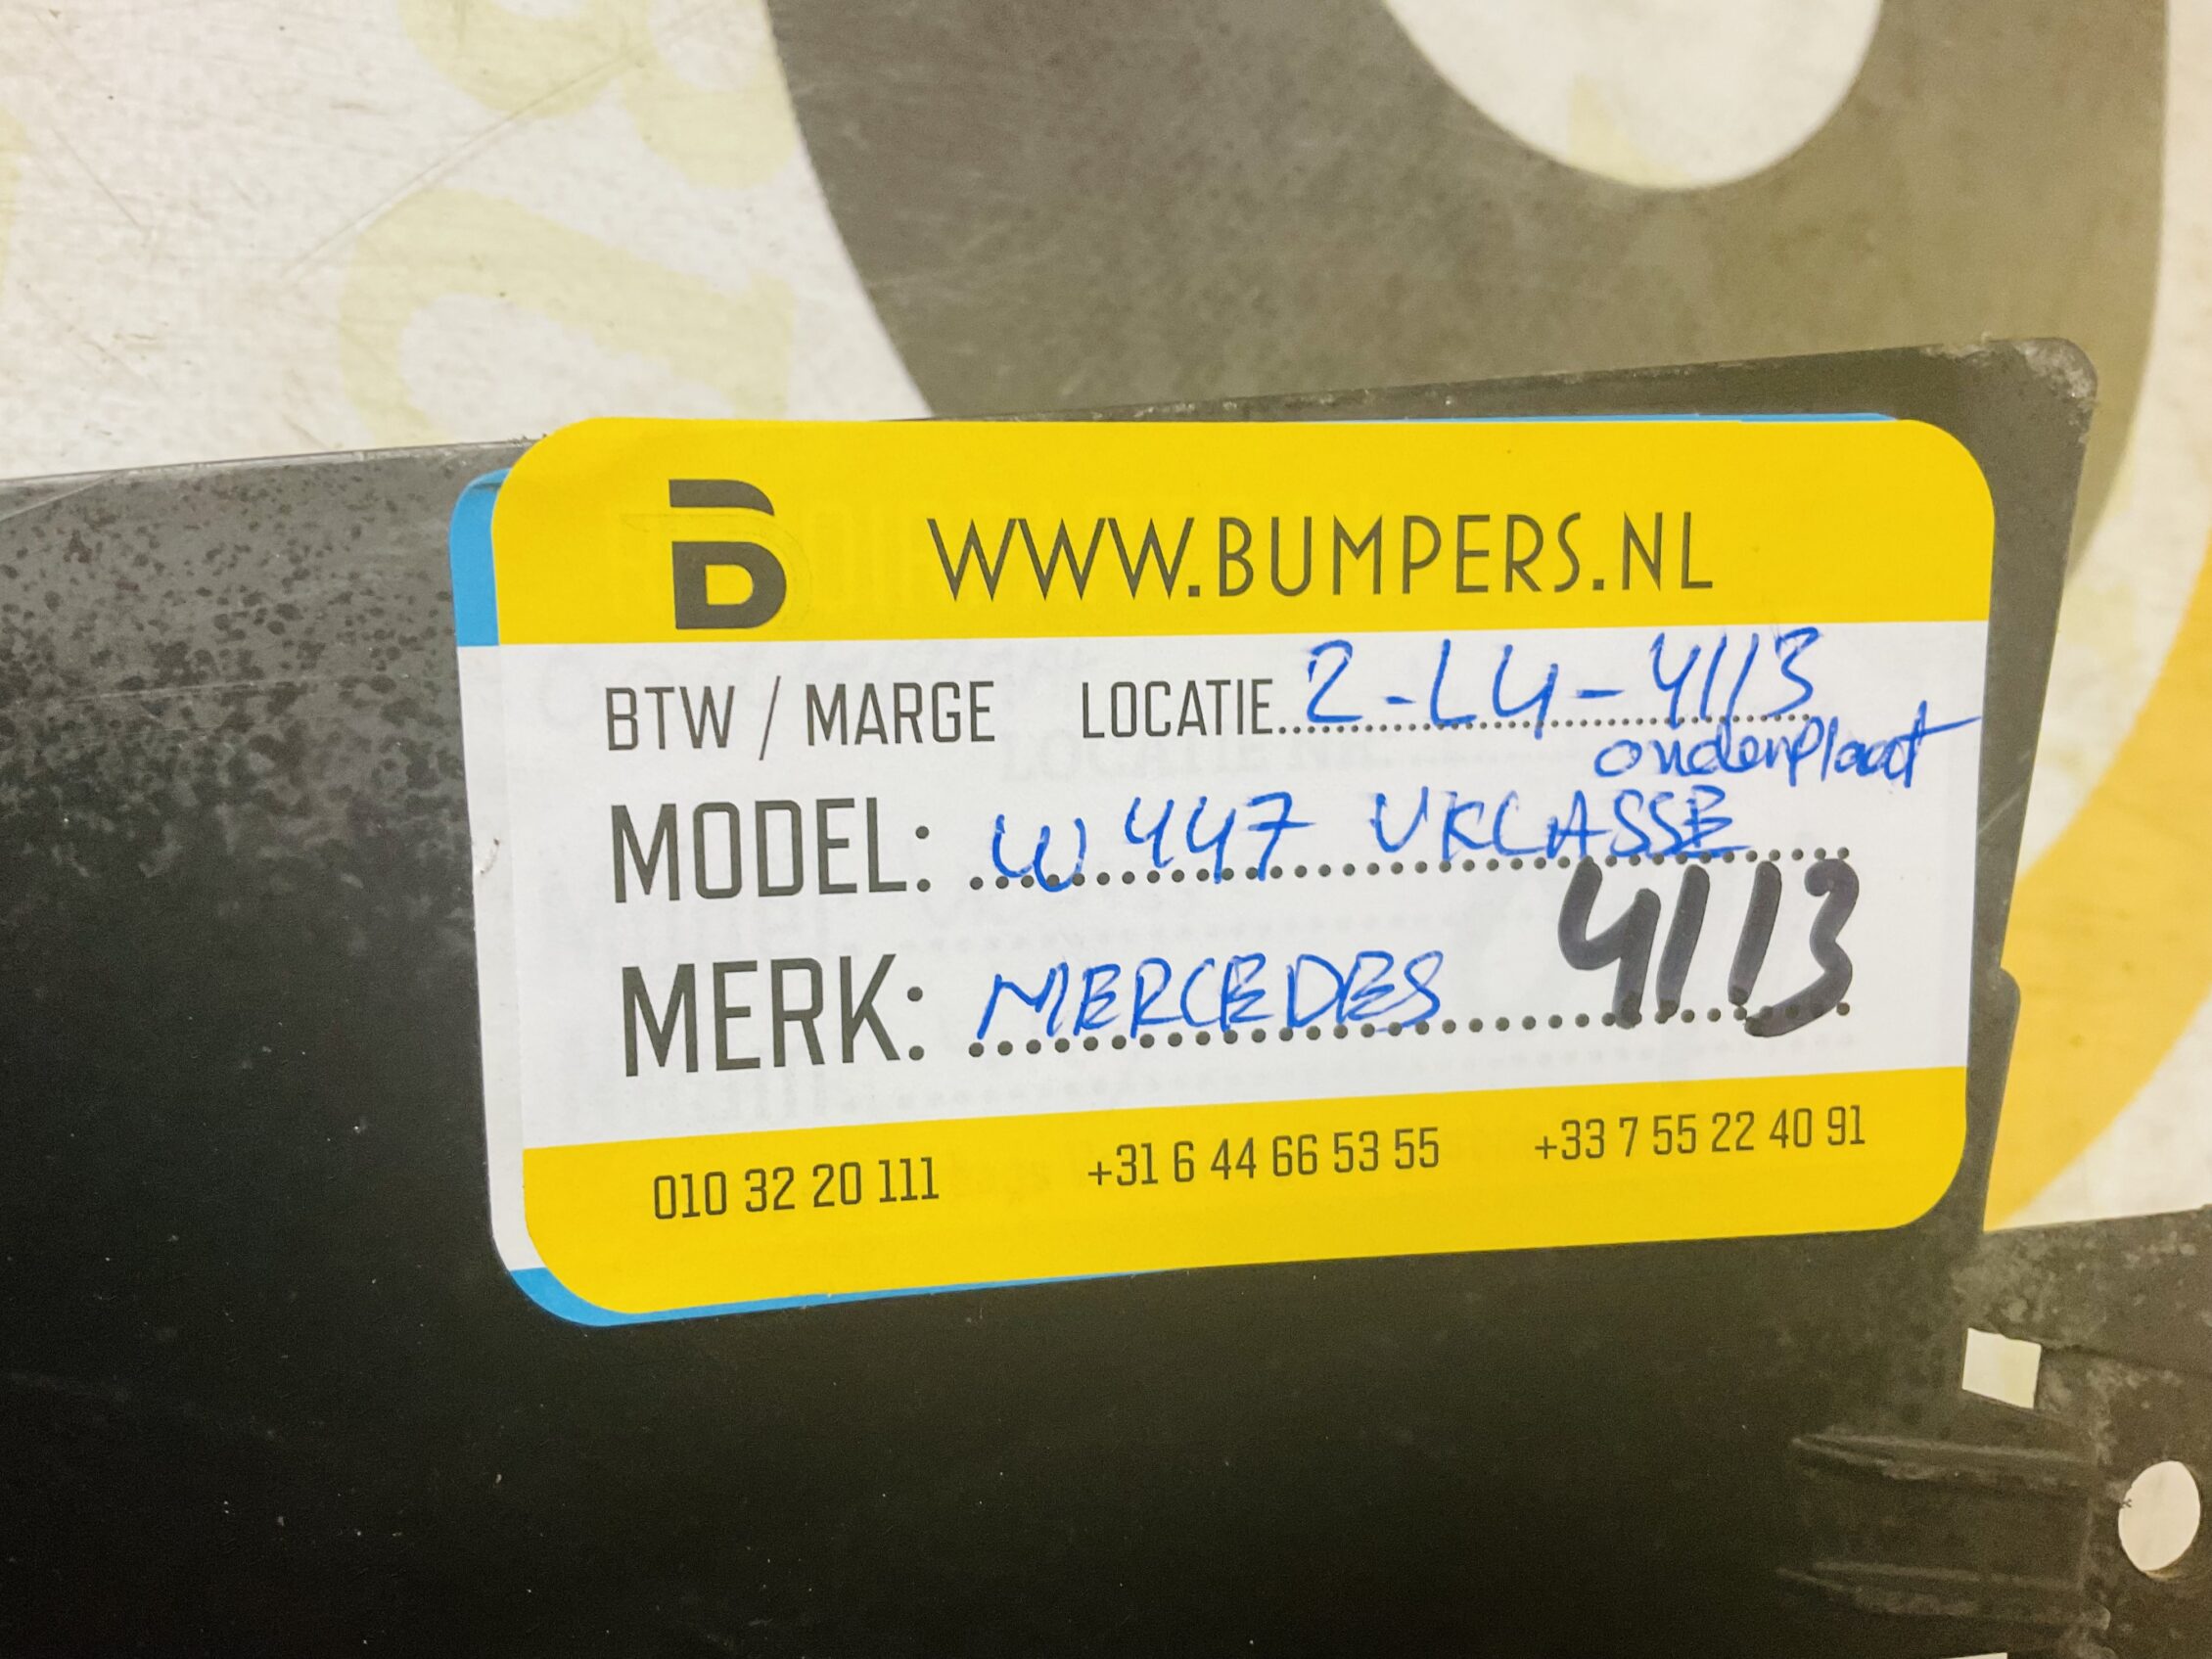 WWW.BUMPERS.NL
BTW / MARGE LOCATIE 2-L4-4113
onderplaat
MODEL: W447 VKLASSE
4113
MERK: MERCEDES
010 32 20 111 +31 6 44 66 53 55 +33 7 55 22 40 91